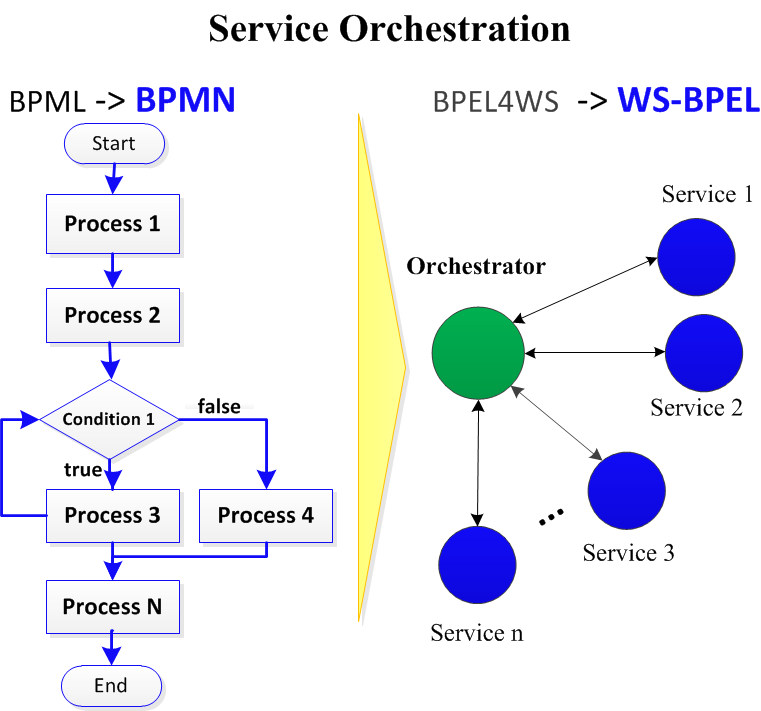 Service Orchestration
BPML -> BPMN
Start
Process 1
Process 2
Condition 1
false
true
Process 3
Process 4
Process N
End
BPEL4WS -> WS-BPEL
Service 1
Orchestrator
Service 2
Service 3
...
Service n